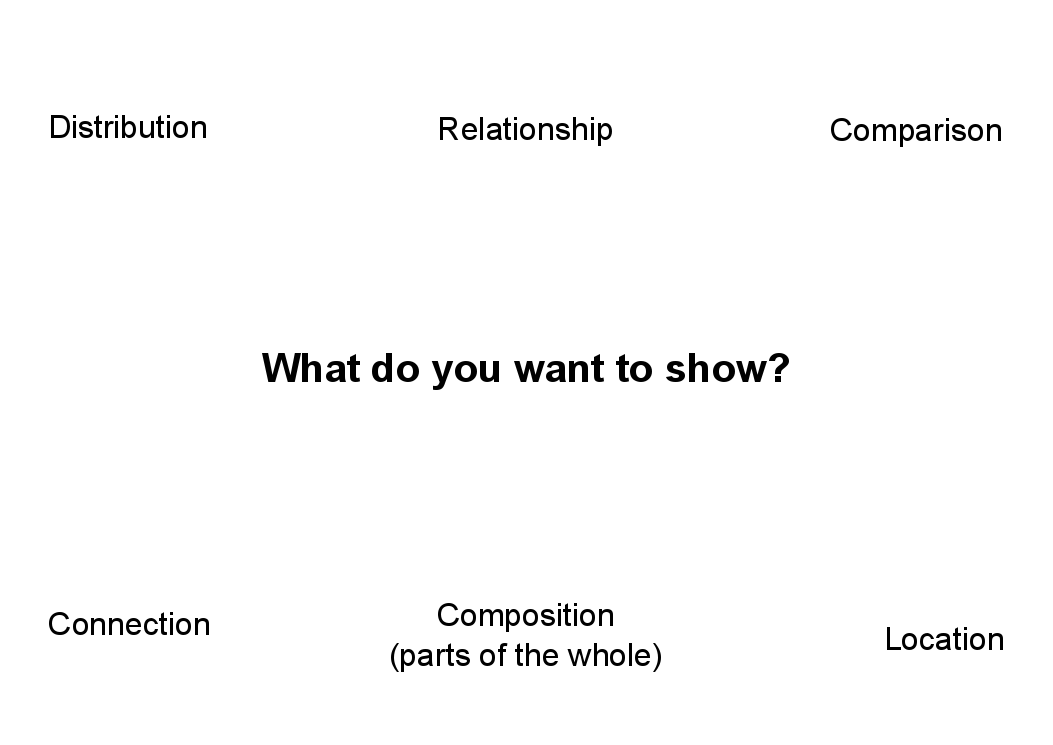 Distribution
Relationship
Comparison
What do you want to show?
Connection
Composition
(parts of the whole)
Location